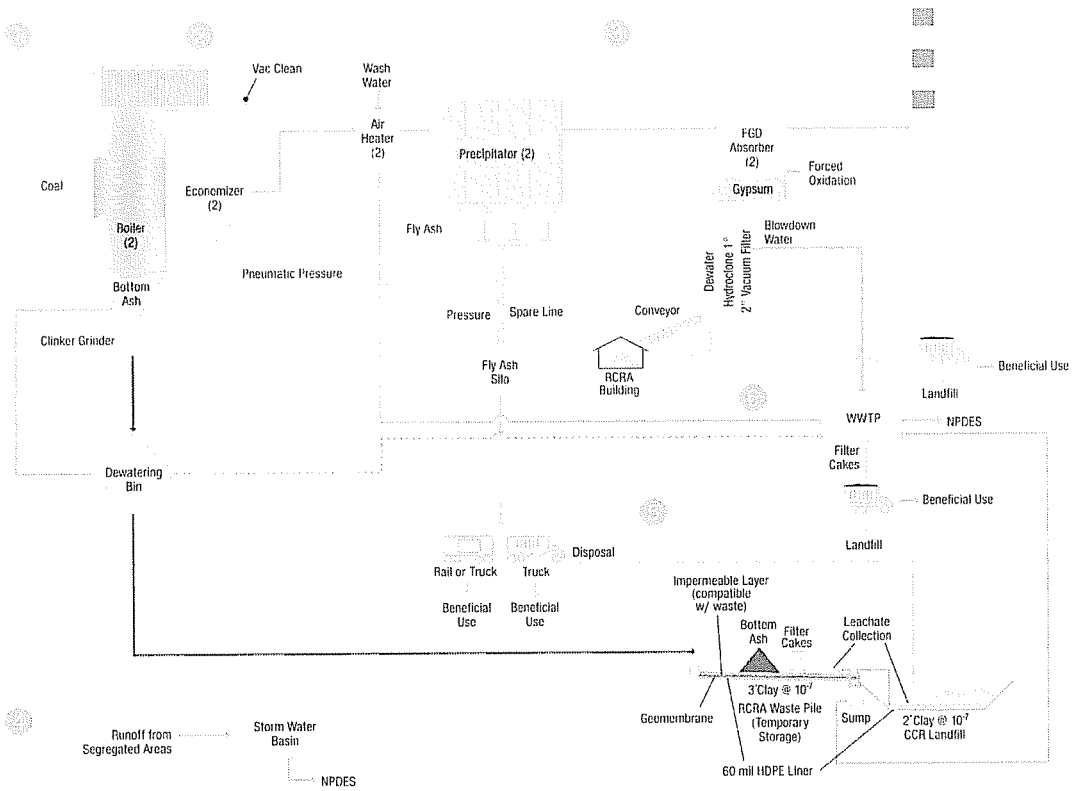 Vac Clean
Wash
Water
Air
Heater
(2)
Precipitator (2)
FGD
Absorber
(2)
Forced
Oxidation
Gypsum
Coal
Economizer
(2)
Boiler
(2)
Fly Ash
Blowdown
Water
Dewater
Hydroclone 1°
2° Vacuum Filter
Pneumatic Pressure
Bottom
Ash
Pressure
Spare Line
Conveyor
Clinker Grinder
Fly Ash
Silo
RCRA
Building
Beneficial Use
Landfill
WWTP
NPDES
Filter
Cakes
Dewatering
Bin
Beneficial Use
Landfill
Disposal
Rail or Truck
Truck
Beneficial
Use
Beneficial
Use
Impermeable Layer
(compatible
w/ waste)
Bottom
Ash
Filter
Cakes
Leachate
Collection
3'Clay @ 10⁻⁷
Geomembrane
RCRA Waste Pile
(Temporary
Storage)
Sump
2'Clay @ 10⁻⁷
CCR Landfill
60 mil HDPE Liner
Runoff from
Segregated Areas
Storm Water
Basin
NPDES